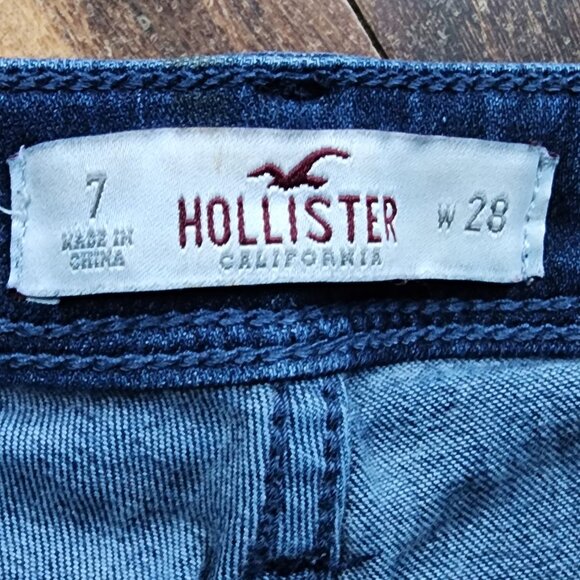 7
MADE IN
CHINA
HOLLISTER
CALIFORNIA
W 28